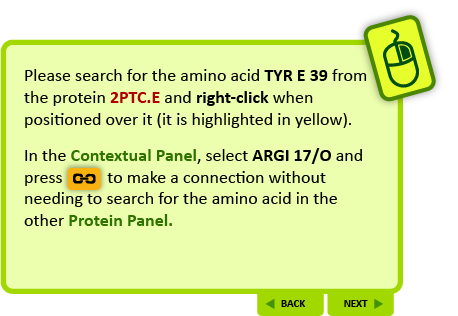 Please search for the amino acid TYR E 39 from
the protein 2PTC.E and right-click when
positioned over it (it is highlighted in yellow).
In the Contextual Panel, select ARGI 17/O and
press to make a connection without
needing to search for the amino acid in the
other Protein Panel.
BACK NEXT